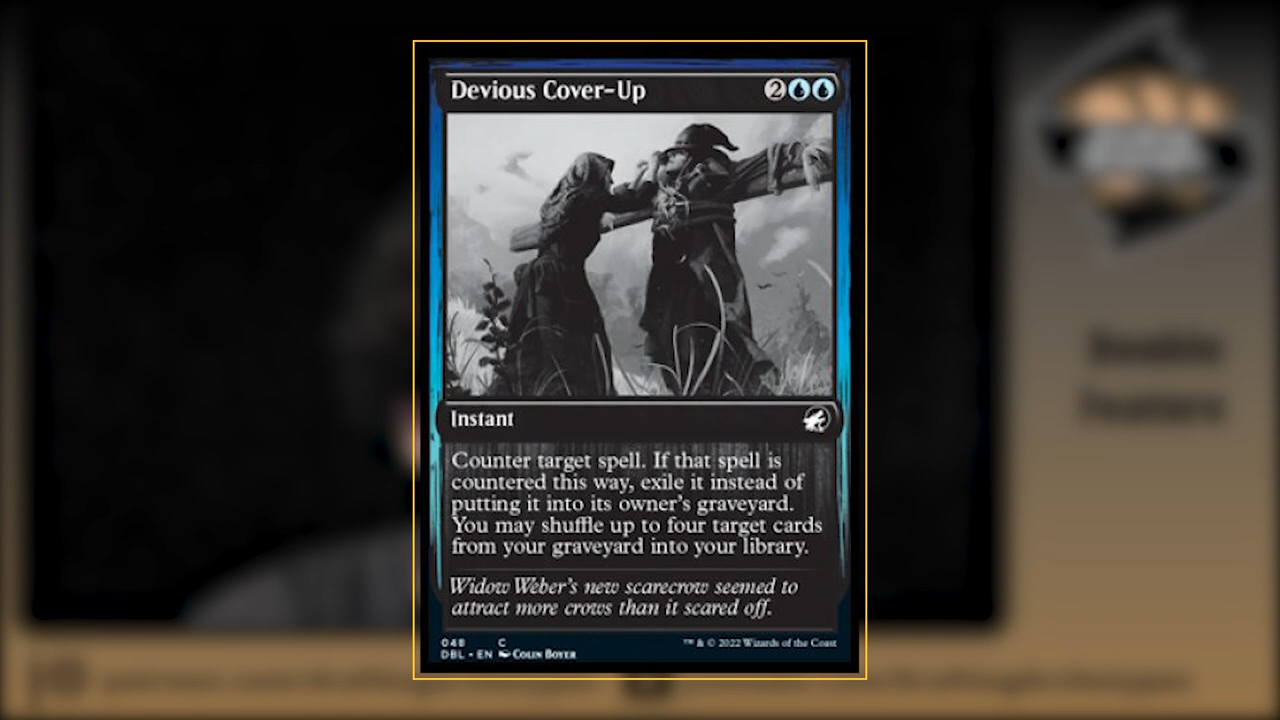 Devious Cover-Up 2
Instant
Counter target spell. If that spell is
countered this way, exile it instead of
putting it into its owner's graveyard.
You may shuffle up to four target cards
from your graveyard into your library.
Widow Weber's new scarecrow seemed to
attract more crows than it scared off.
048 C
DBL • EN Colin Boyer
™ & © 2022 Wizards of the Coast
Double
Feature